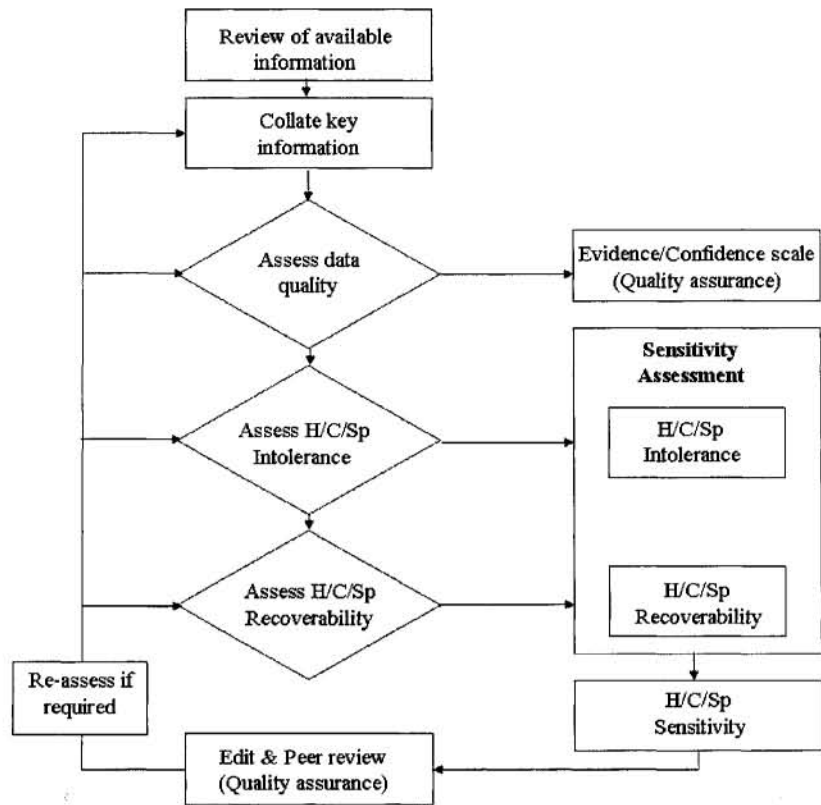 Review of available
information
Collate key
information
Assess data
quality
Evidence/Confidence scale
(Quality assurance)
Sensitivity
Assessment
Assess H/C/Sp
Intolerance
H/C/Sp
Intolerance
Assess H/C/Sp
Recoverability
H/C/Sp
Recoverability
Re-assess if
required
H/C/Sp
Sensitivity
Edit & Peer review
(Quality assurance)